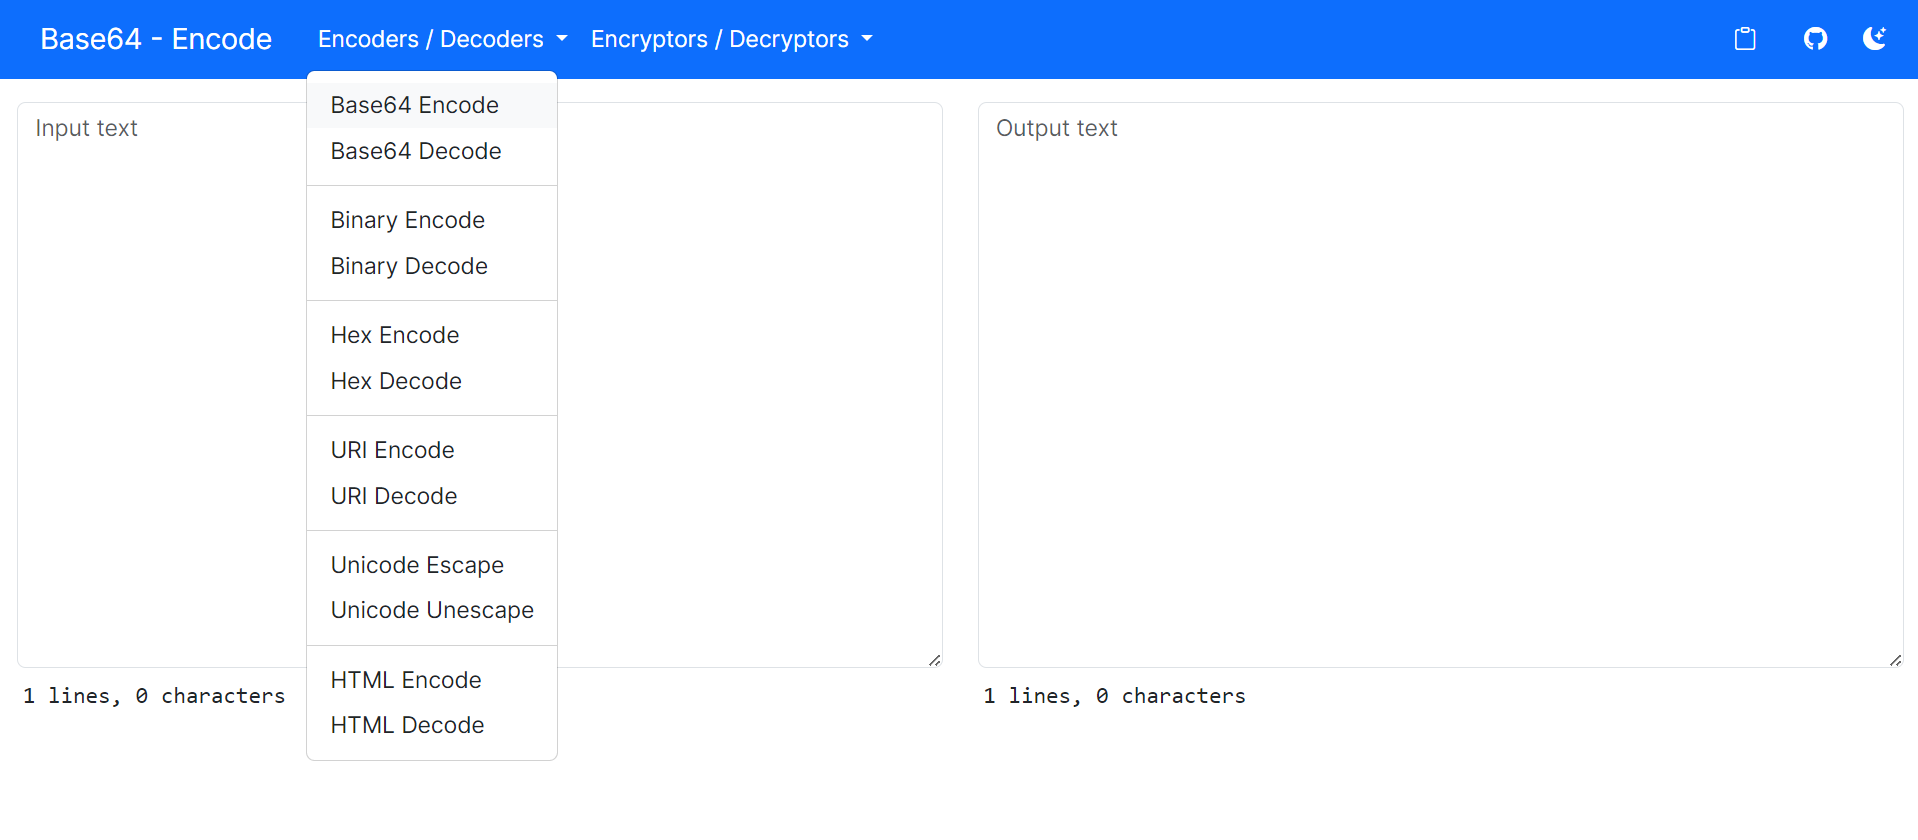 Base64 - Encode
Encoders / Decoders
Encryptors / Decryptors
Base64 Encode
Base64 Decode
Binary Encode
Binary Decode
Hex Encode
Hex Decode
URI Encode
URI Decode
Unicode Escape
Unicode Unescape
HTML Encode
HTML Decode
Input text
1 lines, 0 characters
Output text
1 lines, 0 characters